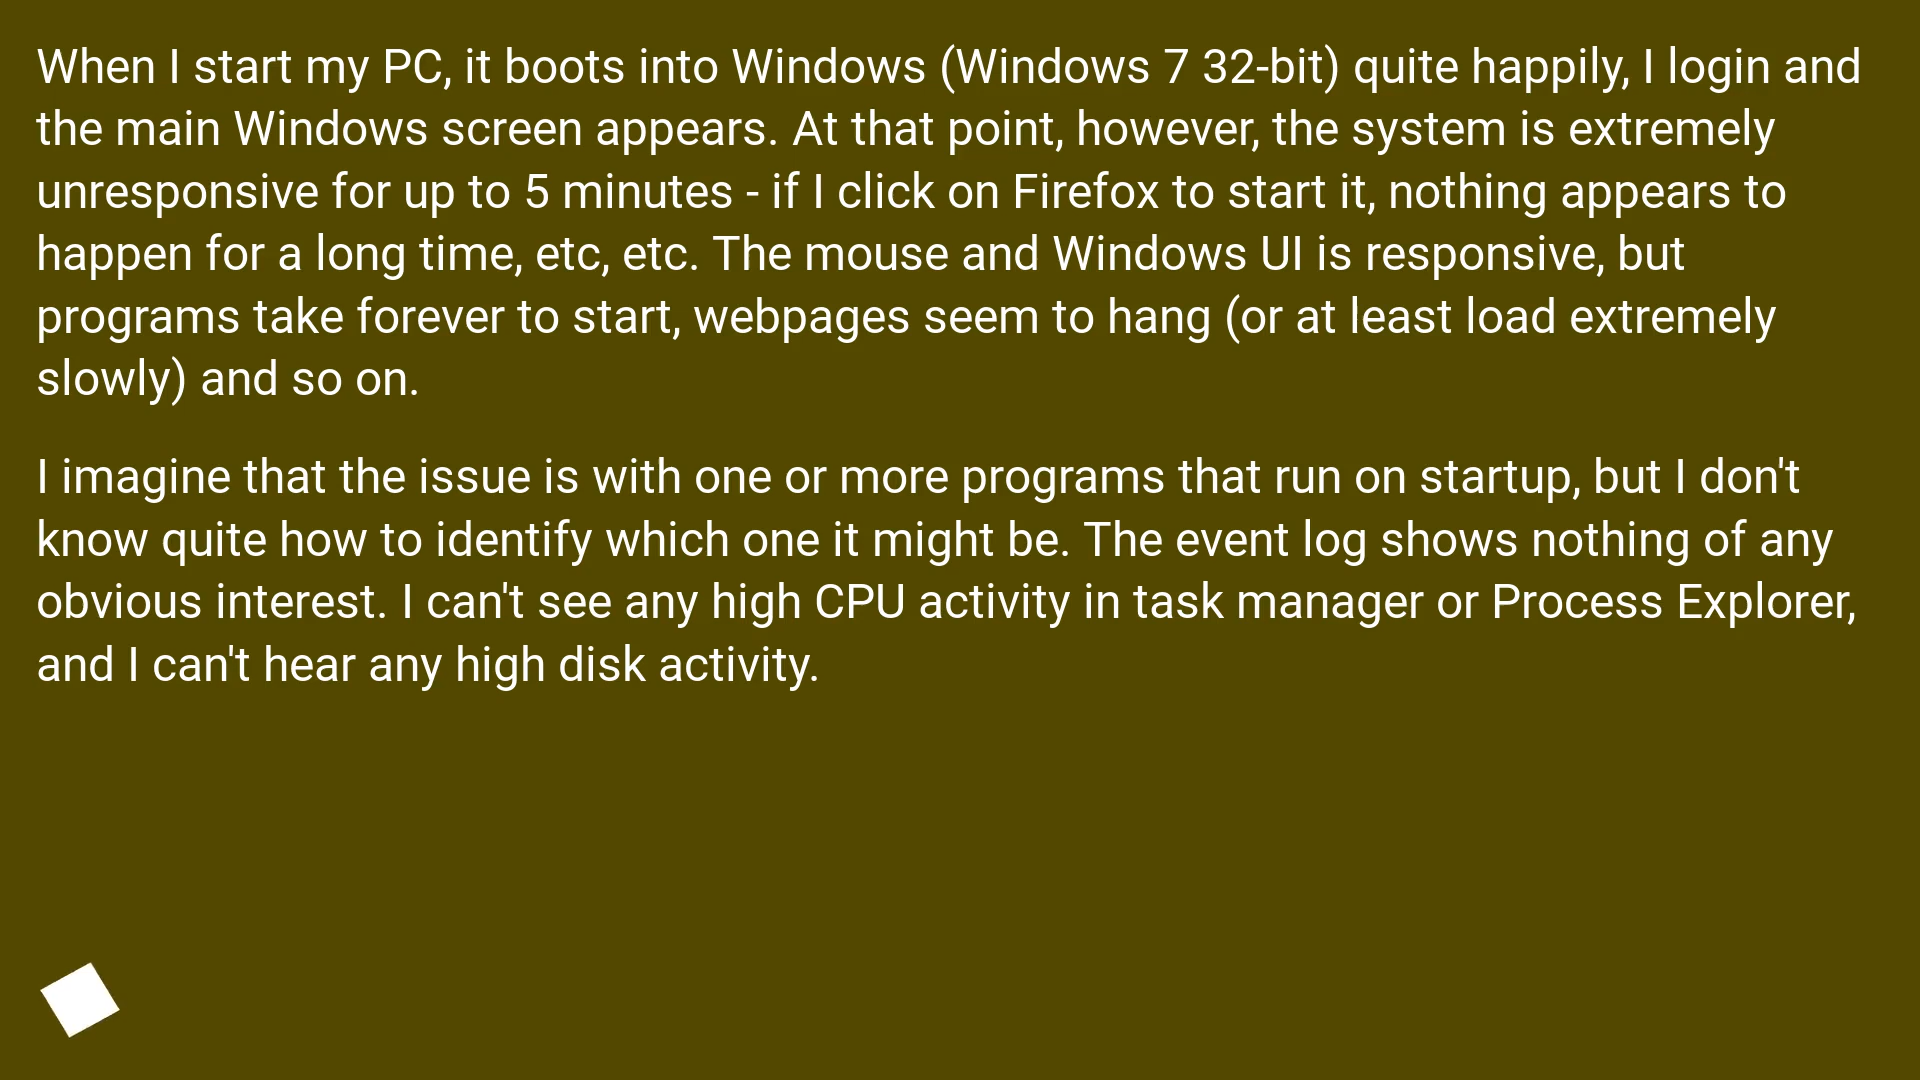 When I start my PC, it boots into Windows (Windows 7 32-bit) quite happily, I login and
the main Windows screen appears. At that point, however, the system is extremely
unresponsive for up to 5 minutes - if I click on Firefox to start it, nothing appears to
happen for a long time, etc, etc. The mouse and Windows UI is responsive, but
programs take forever to start, webpages seem to hang (or at least load extremely
slowly) and so on.
I imagine that the issue is with one or more programs that run on startup, but I don't
know quite how to identify which one it might be. The event log shows nothing of any
obvious interest. I can't see any high CPU activity in task manager or Process Explorer,
and I can't hear any high disk activity.